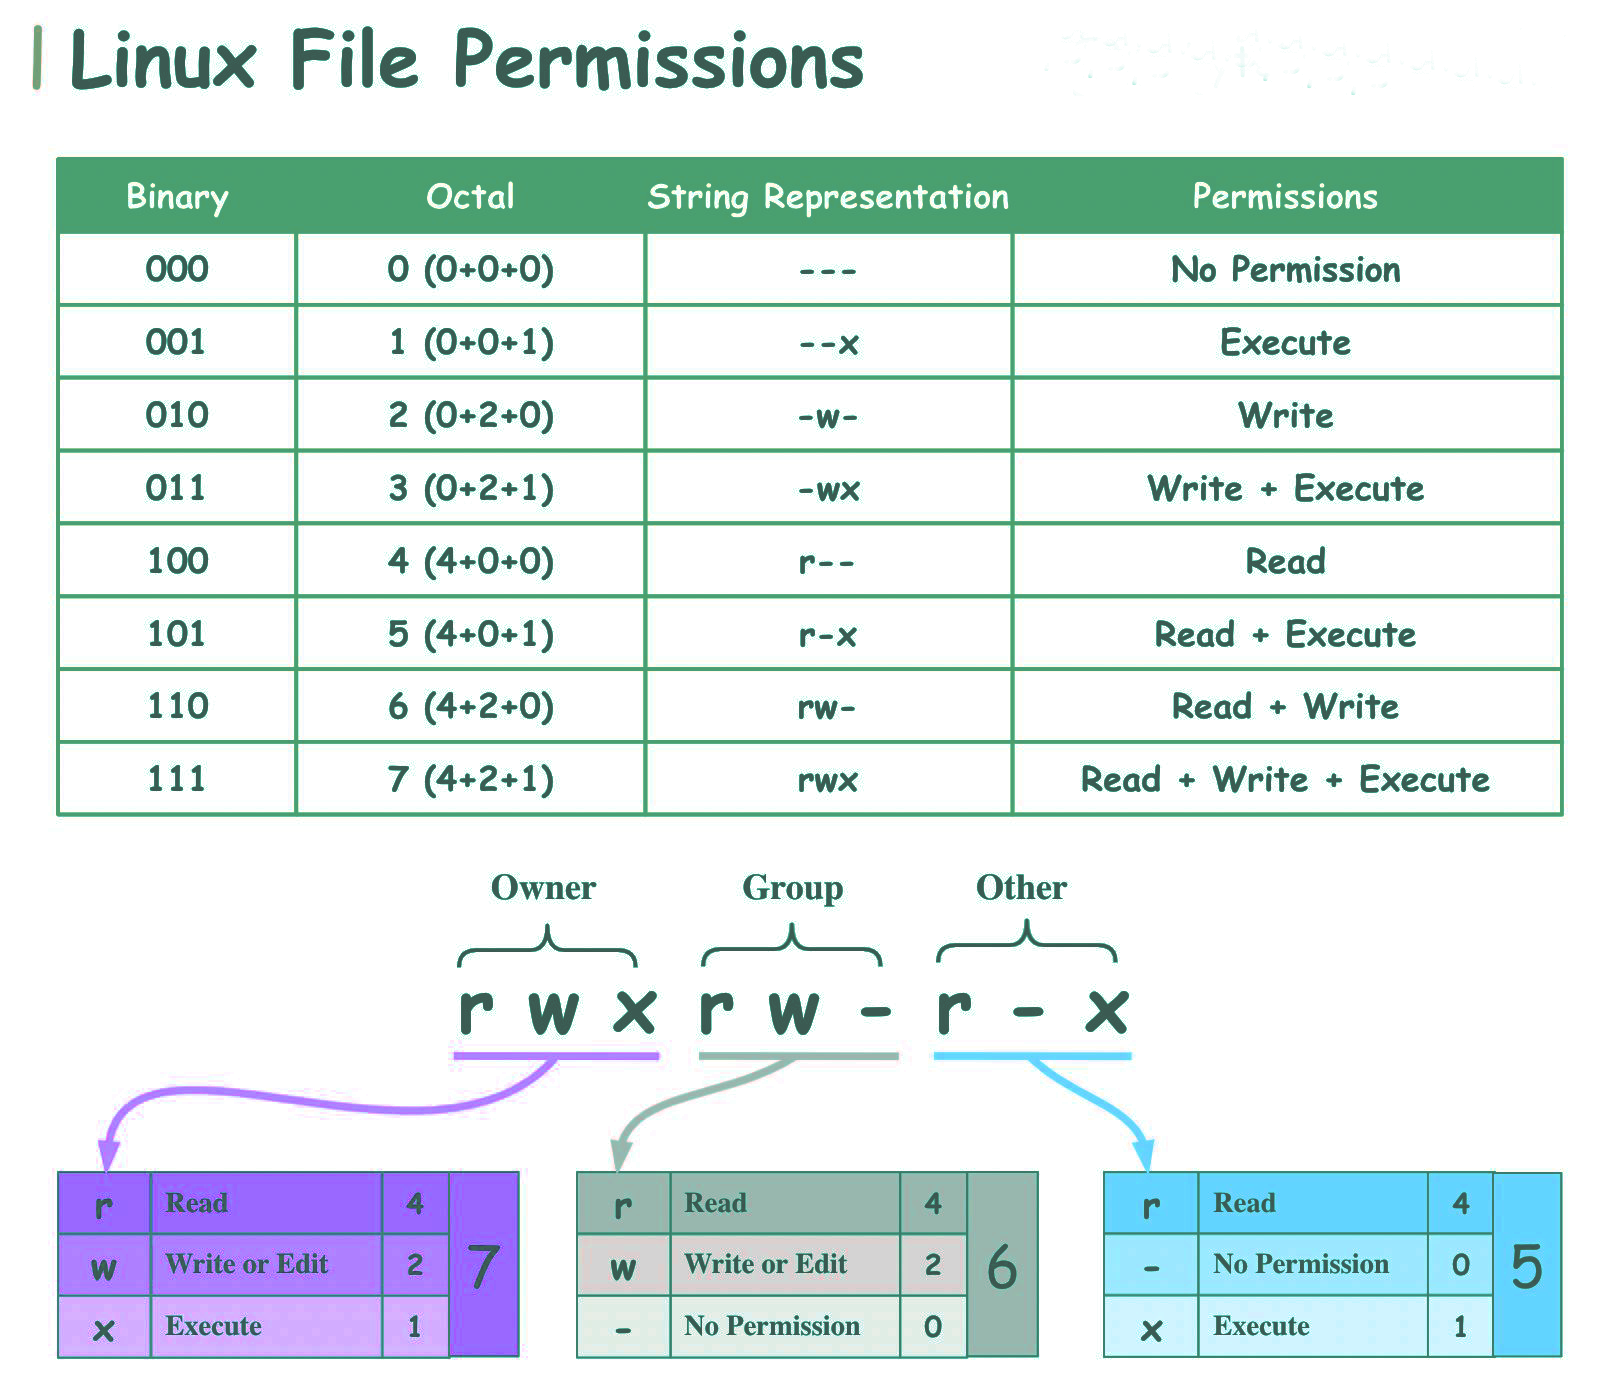 Linux File Permissions
Binary Octal String Representation Permissions
000 0 (0+0+0) --- No Permission
001 1 (0+0+1) --x Execute
010 2 (0+2+0) -w- Write
011 3 (0+2+1) -wx Write + Execute
100 4 (4+0+0) r-- Read
101 5 (4+0+1) r-x Read + Execute
110 6 (4+2+0) rw- Read + Write
111 7 (4+2+1) rwx Read + Write + Execute
Owner Group Other
r w x r w - r - x
r Read 4
w Write or Edit 2
x Execute 1
7
r Read 4
w Write or Edit 2
- No Permission 0
6
r Read 4
- No Permission 0
x Execute 1
5